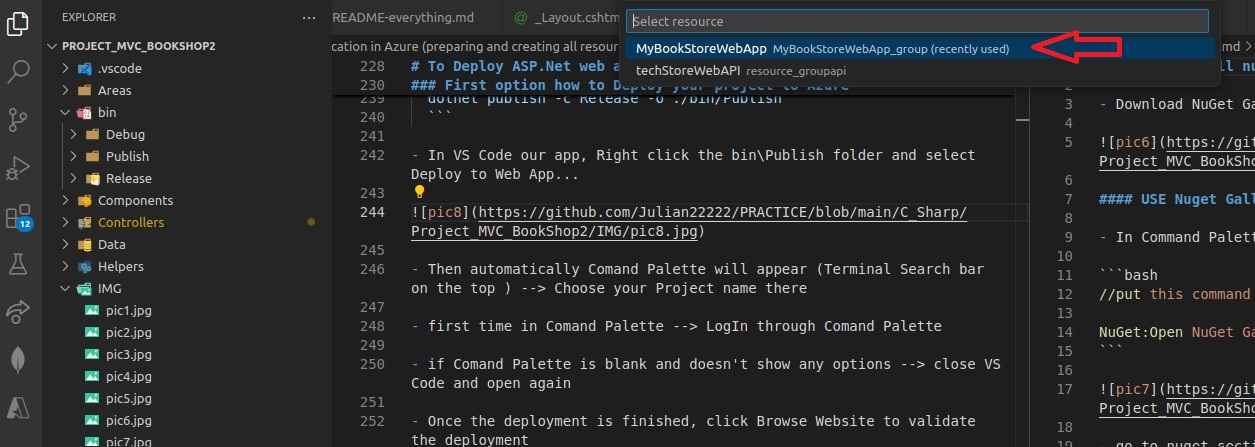 EXPLORER
PROJECT_MVC_BOOKSHOP2
.vscode
Areas
bin
Debug
Publish
Release
Components
Controllers
Data
Helpers
IMG
pic1.jpg
pic2.jpg
pic3.jpg
pic4.jpg
pic5.jpg
pic6.jpg
pic7.jpg
12
README-everything.md
@ _Layout.cshtm
Select resource
MyBookStoreWebApp MyBookStoreWebApp_group (recently used)
techStoreWebAPI resource_groupapi
cation in Azure (preparing and creating all resour
228 # To Deploy ASP.Net web a
230 ### First option how to Deploy your project to Azure
239 dotnet publish -c Release -o ./bin/Publish
240 ```
241
242 - In VS Code our app, Right click the bin\Publish folder and select
Deploy to Web App...
243
244 ![pic8](https://github.com/Julian22222/PRACTICE/blob/main/C_Sharp/
Project_MVC_BookShop2/IMG/pic8.jpg)
245
246 - Then automatically Comand Palette will appear (Terminal Search bar
on the top ) --> Choose your Project name there
247
248 - first time in Comand Palette --> LogIn through Comand Palette
249
250 - if Comand Palette is blank and doesn't show any options --> close VS
Code and open again
251
252 - Once the deployment is finished, click Browse Website to validate
the deployment
md
ll nu
3 - Download NuGet Ga
4
5 ![pic6](https://git
Project_MVC_BookSho
6
7 #### USE Nuget Gall
8
9 - In Command Palett
10
11 ```bash
12 //put this command
13
14 NuGet:Open NuGet Ga
15 ```
16
17 ![pic7](https://git
Project_MVC_BookSho
18